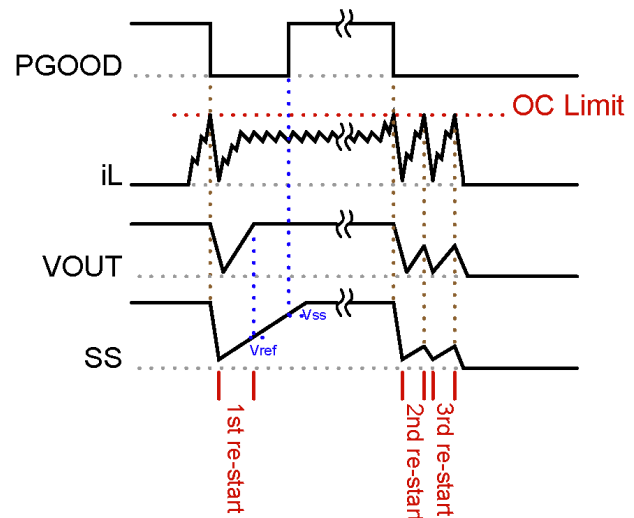 PGOOD
OC Limit
iL
VOUT
Vss
Vref
SS
1st re-start
2nd re-start
3rd re-start